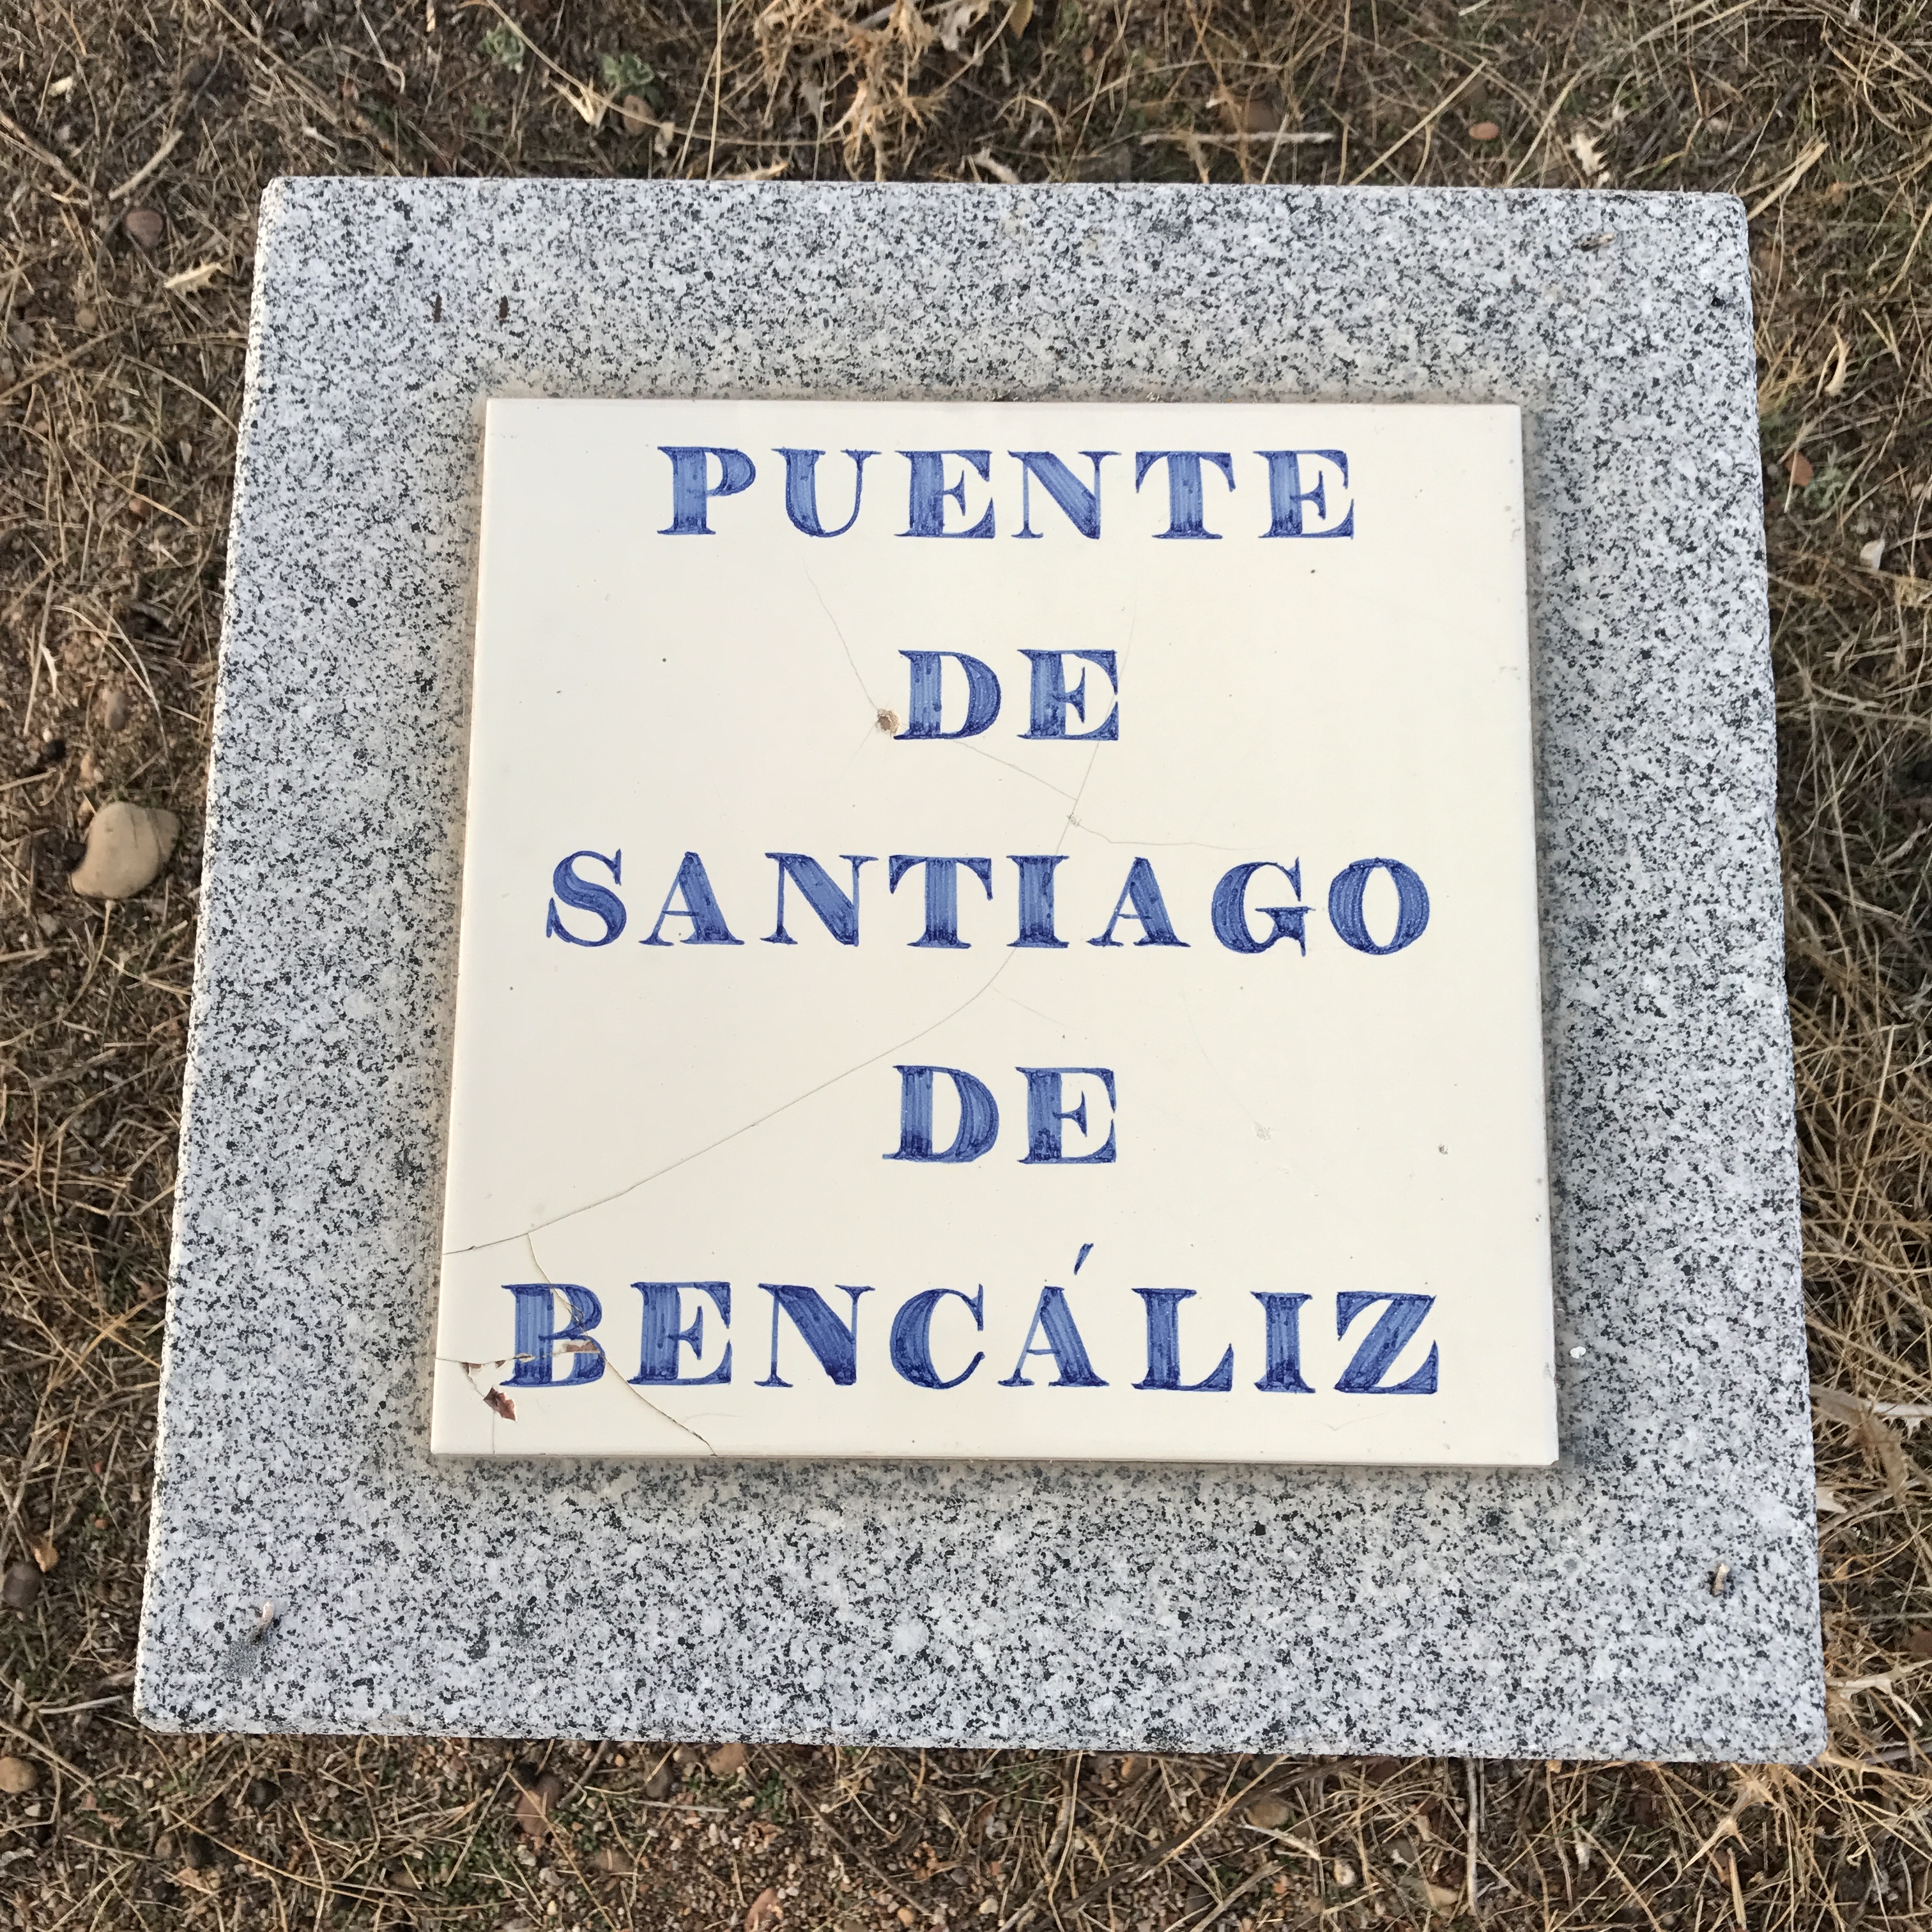 PUENTE
DE
SANTIAGO
DE
BENCÁLIZ